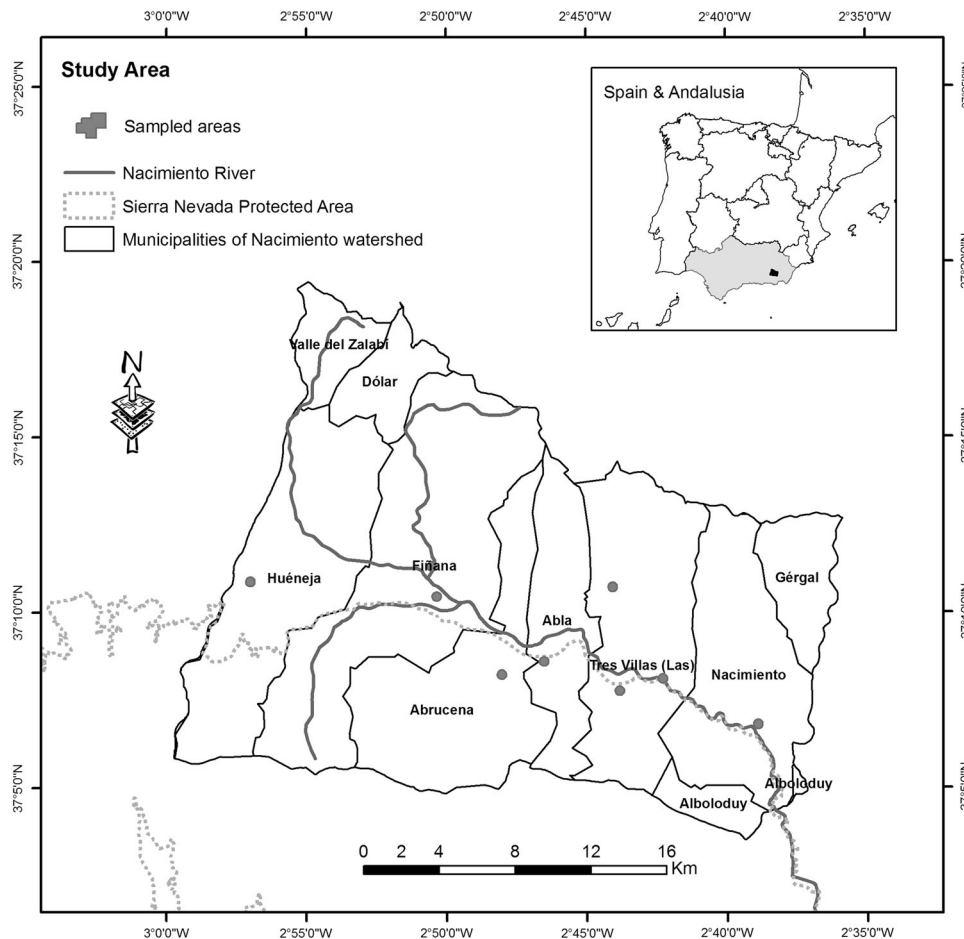 3°0'0"W 2°55'0"W 2°50'0"W 2°45'0"W 2°40'0"W 2°35'0"W
Study Area
Sampled areas
Nacimiento River
Sierra Nevada Protected Area
Municipalities of Nacimiento watershed
Spain & Andalusia
37°25'0"N
37°20'0"N
37°15'0"N
37°10'0"N
37°5'0"N
N
Valle del Zalabí
Dólar
Fiñana
Huéneja
Gérgal
Abla
Tres Villas (Las)
Nacimiento
Abrucena
Alboloduy
Alboloduy
0 2 4 8 12 16
Km
3°0'0"W 2°55'0"W 2°50'0"W 2°45'0"W 2°40'0"W 2°35'0"W